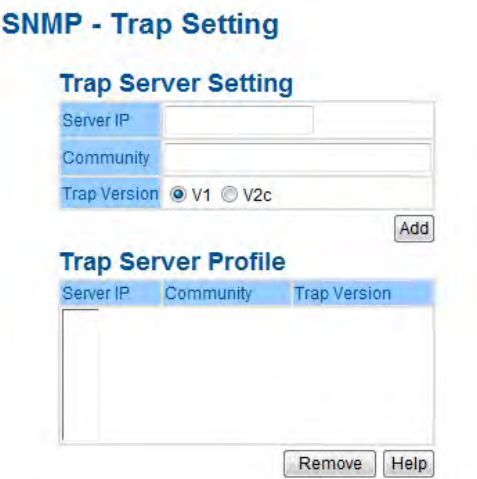 SNMP - Trap Setting
Trap Server Setting
Server IP
Community
Trap Version V1 V2c
Add
Trap Server Profile
Server IP Community Trap Version
Remove Help